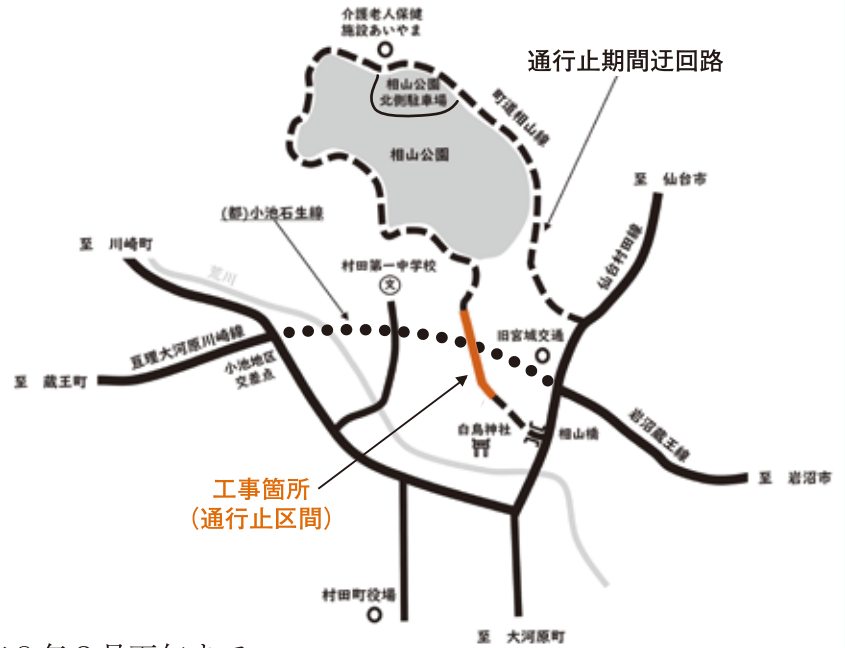 介護老人保健
施設あいやま
通行止期間迂回路
相山公園
北側駐車場
町道相山線
相山公園
至 仙台市
(都)小池石生線
仙台村田線
至 川崎町
荒川
村田第一中学校
文
旧宮城交通
亘理大河原川崎線
小池地区
交差点
至 蔵王町
白鳥神社
相山橋
岩沼蔵王線
至 岩沼市
工事箇所
(通行止区間)
村田町役場
至 大河原町